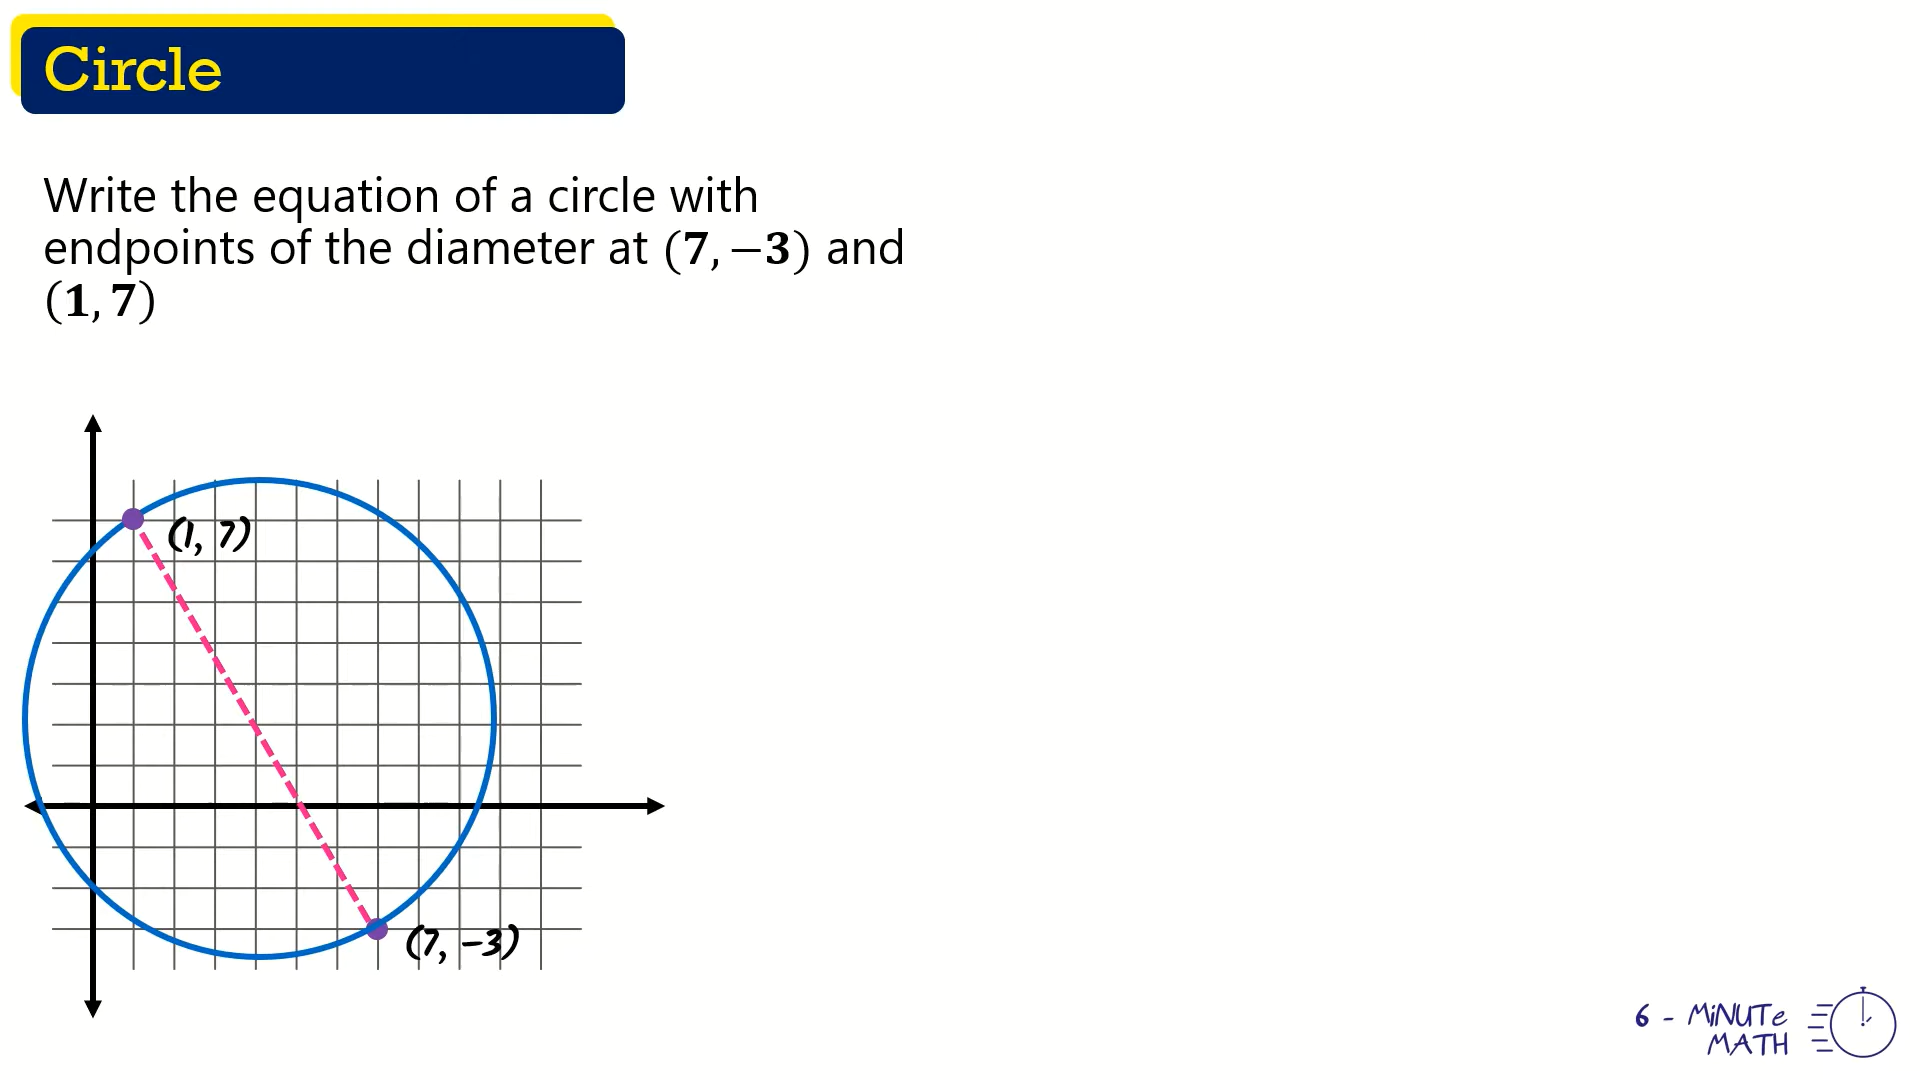 Circle
Write the equation of a circle with
endpoints of the diameter at (7, −3) and
(1, 7)
(1, 7)
(7, −3)
6 - MiNUTe
MATH